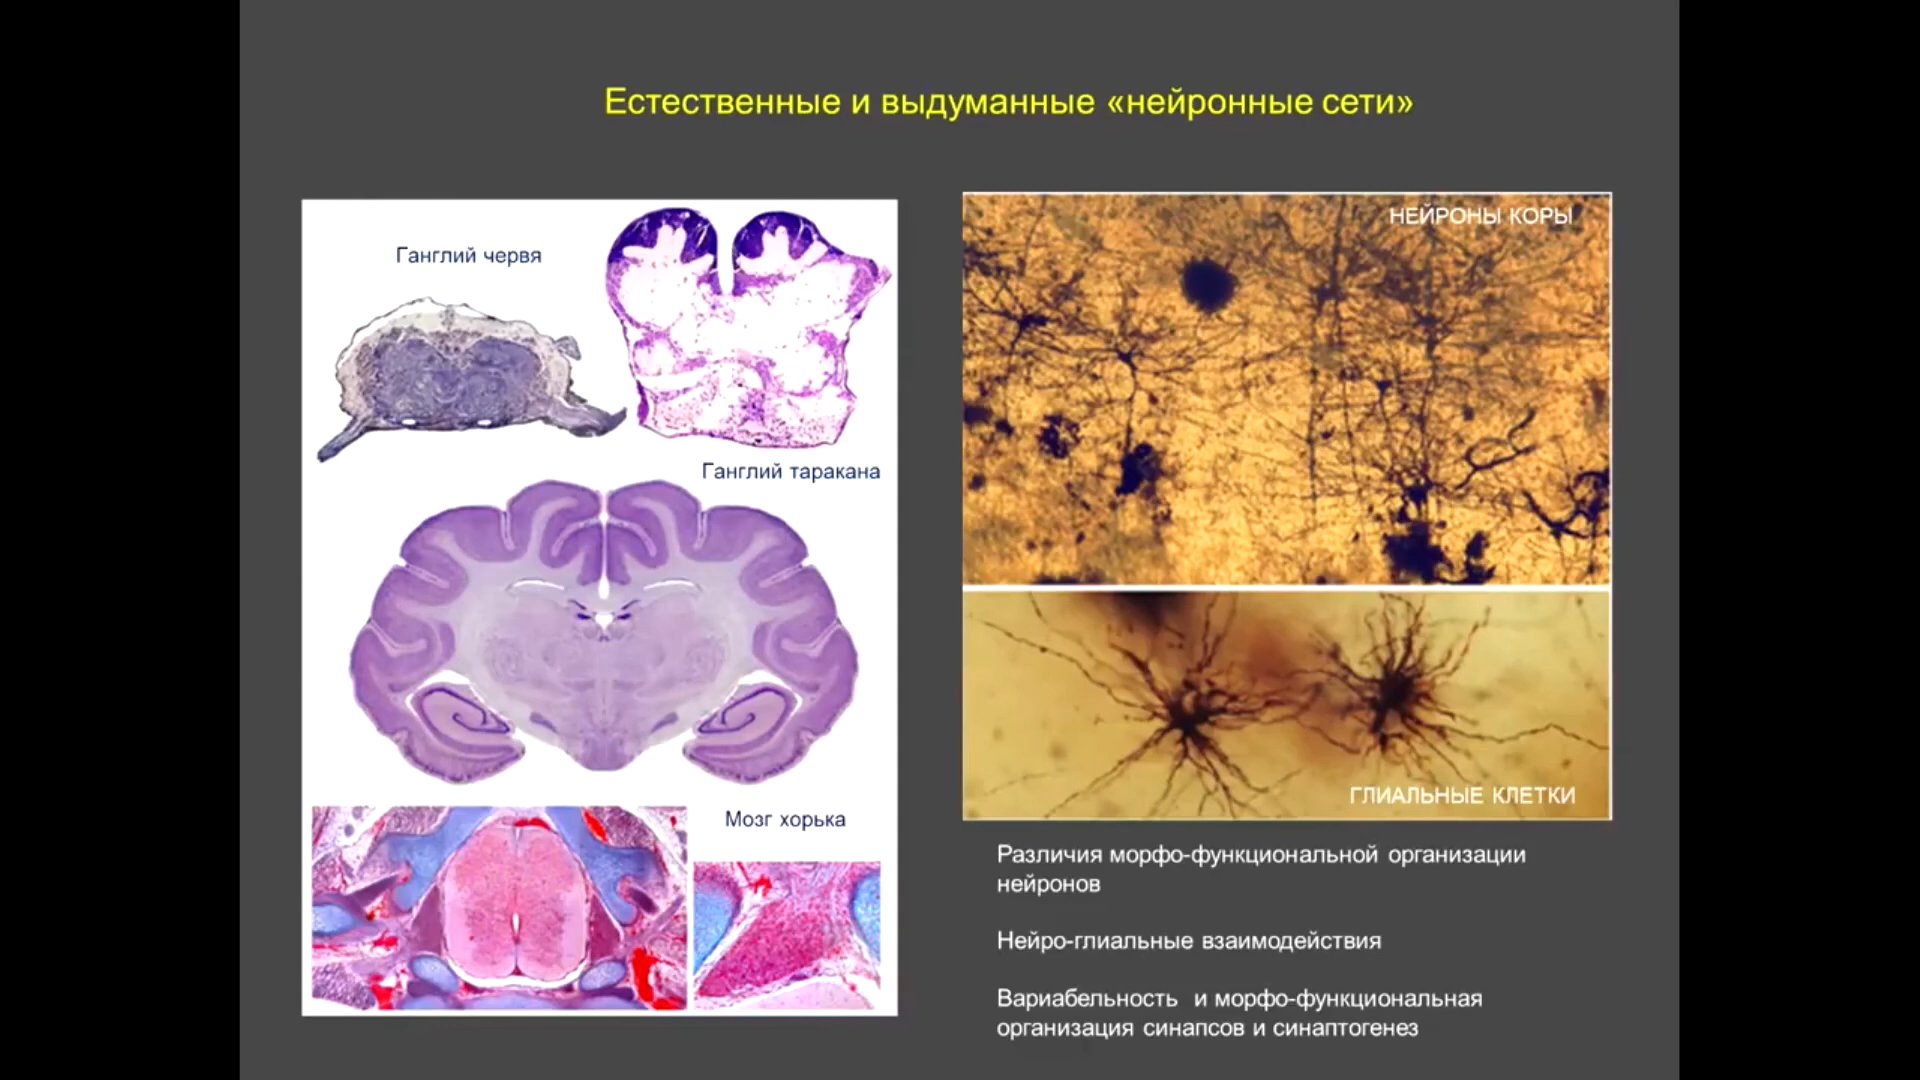 Естественные и выдуманные «нейронные сети»
Ганглий червя
Ганглий таракана
Мозг хорька
НЕЙРОНЫ КОРЫ
ГЛИАЛЬНЫЕ КЛЕТКИ
Различия морфо-функциональной организации
нейронов
Нейро-глиальные взаимодействия
Вариабельность и морфо-функциональная
организация синапсов и синаптогенез